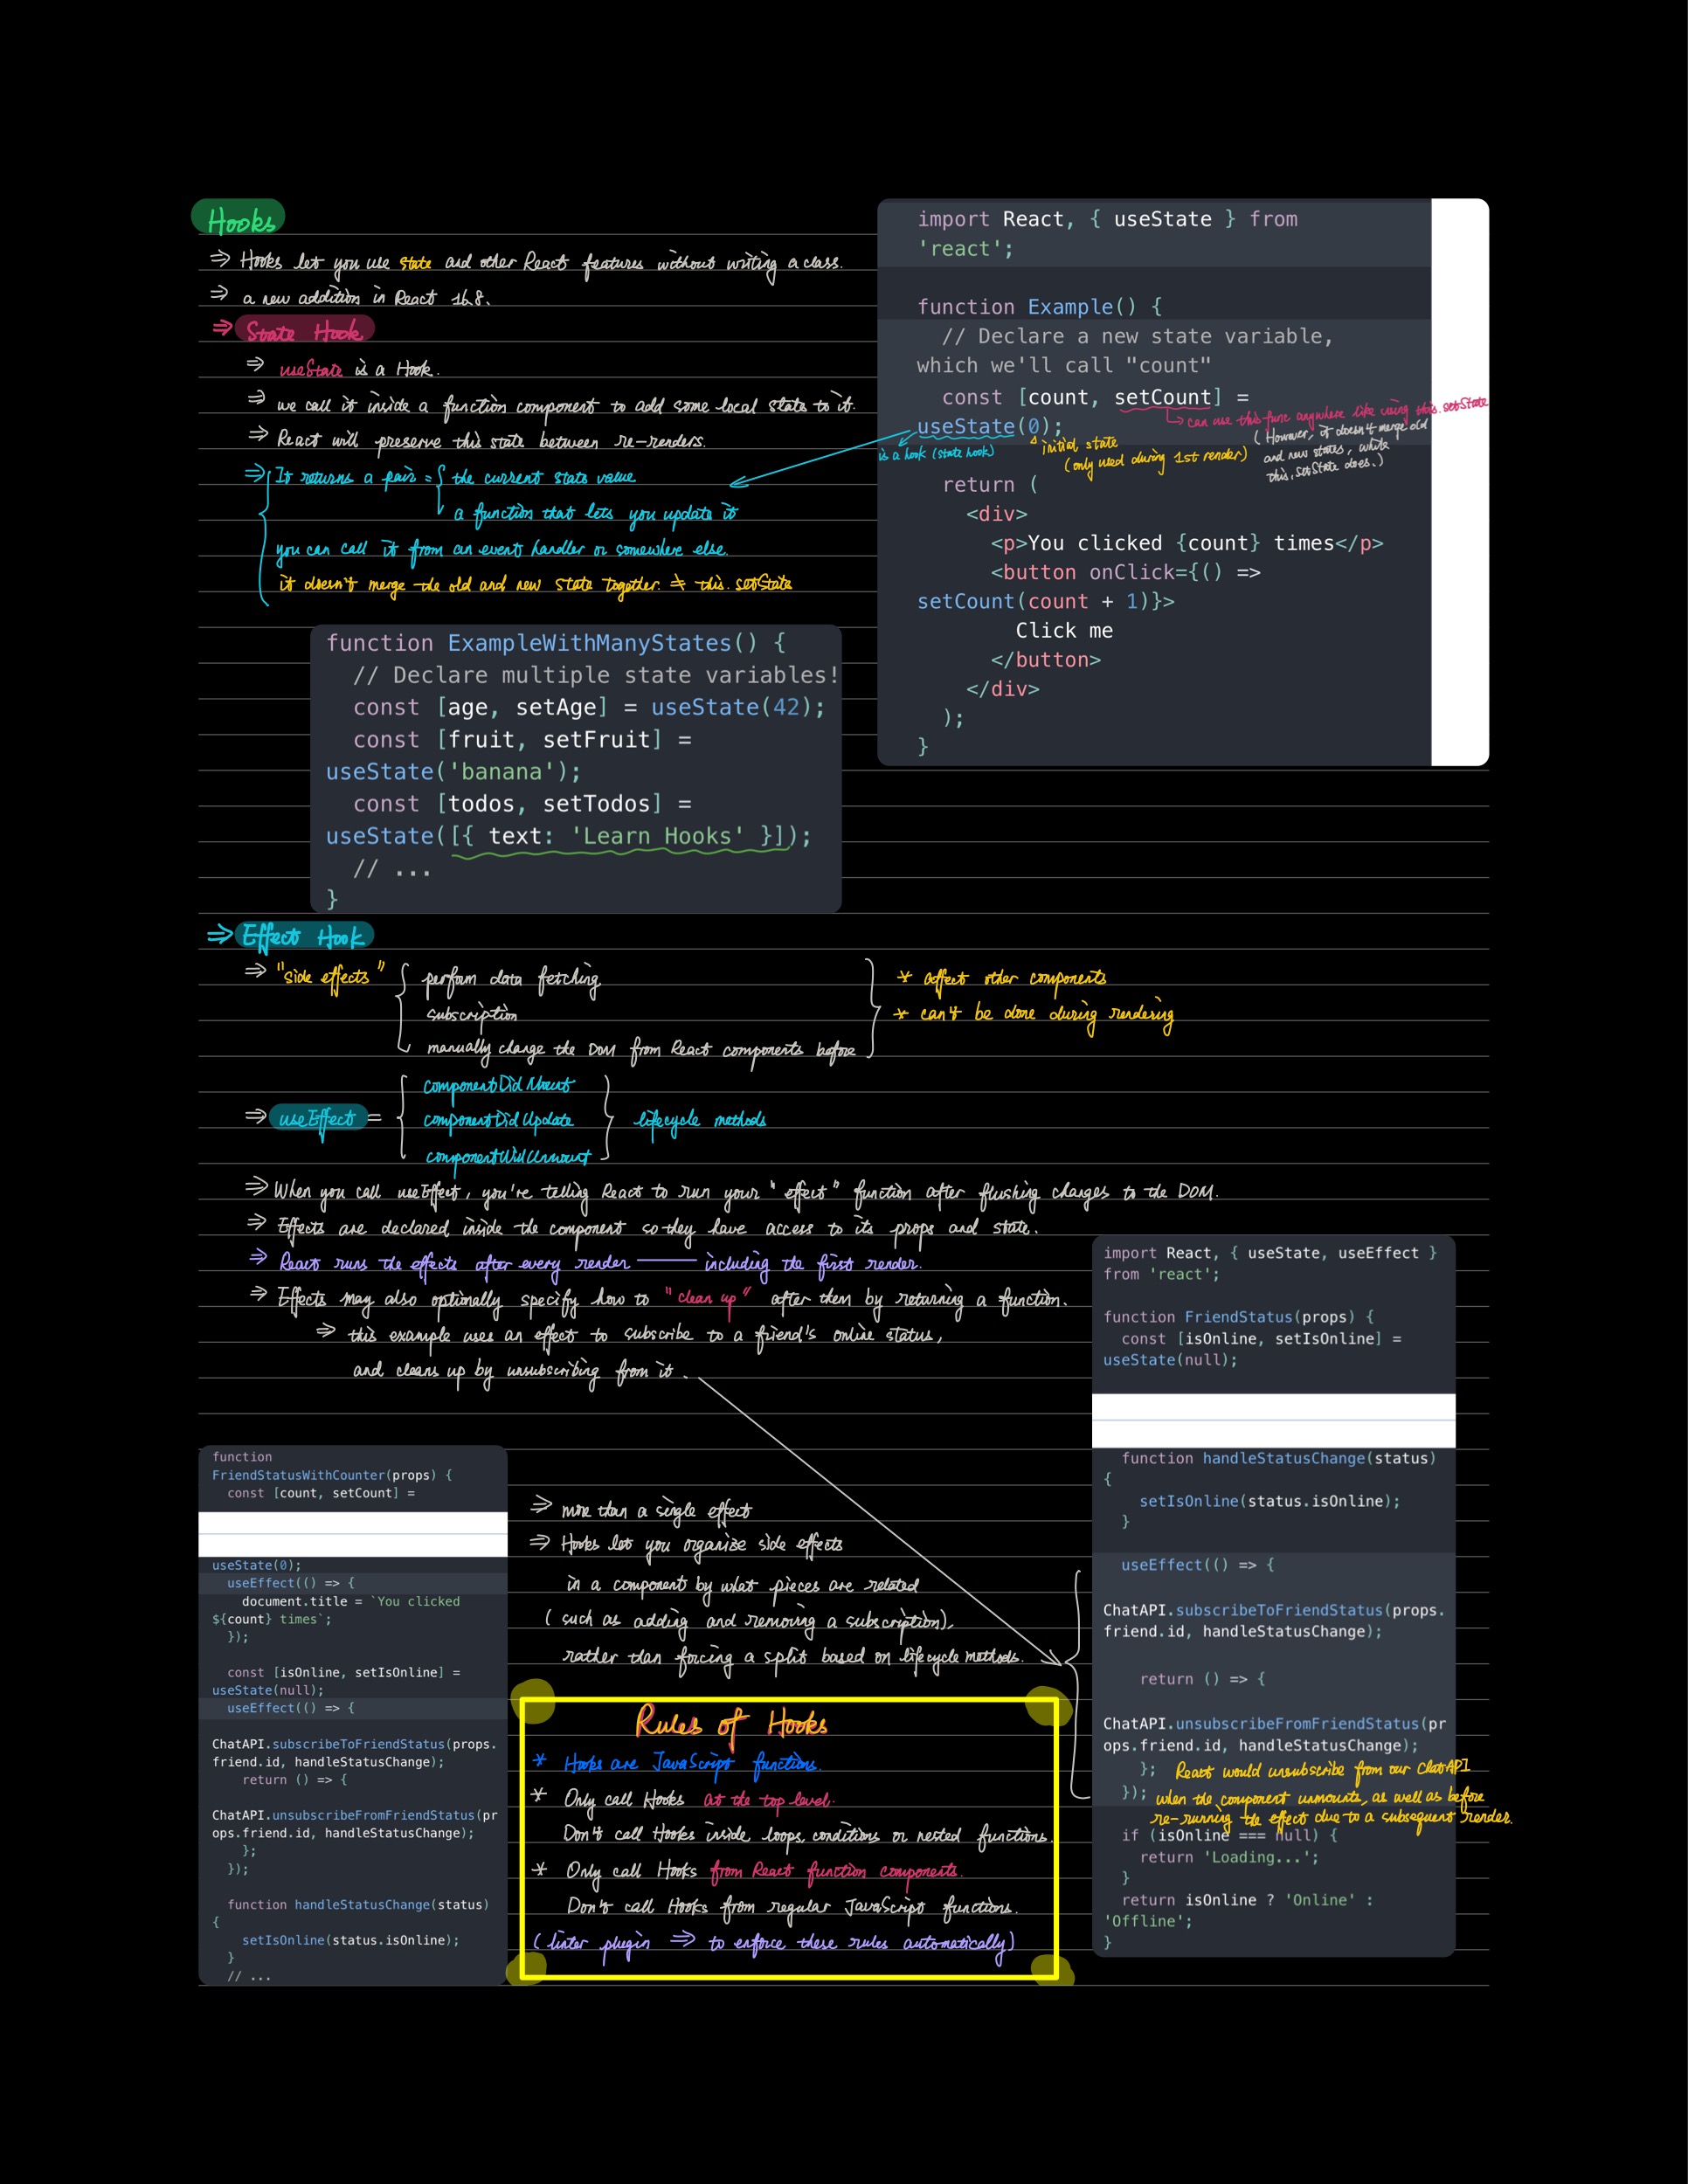 Hooks
⇒ Hooks let you use state and other React features without writing a class.
⇒ a new addition in React 16.8.
⇒ State Hook
⇒ useState is a Hook.
⇒ we call it inside a function component to add some local state to it.
⇒ React will preserve this state between re-renders.
⇒ It returns a pair = { the current state value
a function that lets you update it
you can call it from an event handler or somewhere else.
it doesn't merge the old and new state together. ≠ this.setState
import React, { useState } from
'react';
function Example() {
// Declare a new state variable,
which we'll call "count"
const [count, setCount] =
can use this func anywhere like using this.setState
useState(0);
is a hook (state hook)
initial state
(only used during 1st render)
(However, it doesn't merge old
and new states, while
this.setState does.)
return (
<div>
<p>You clicked {count} times</p>
<button onClick={() =>
setCount(count + 1)}>
Click me
</button>
</div>
);
}
function ExampleWithManyStates() {
// Declare multiple state variables!
const [age, setAge] = useState(42);
const [fruit, setFruit] =
useState('banana');
const [todos, setTodos] =
useState([{ text: 'Learn Hooks' }]);
// ...
}
⇒ Effect Hook
⇒ "side effects" { perform data fetching
subscription
manually change the DOM from React components before }
* affect other components
* can't be done during rendering
⇒ useEffect = { componentDidMount
componentDidUpdate
componentWillUnmount } lifecycle methods
⇒ When you call useEffect, you're telling React to run your "effect" function after flushing changes to the DOM.
⇒ Effects are declared inside the component so they have access to its props and state.
⇒ React runs the effects after every render —— including the first render.
⇒ Effects may also optionally specify how to "clean up" after them by returning a function.
⇒ this example uses an effect to subscribe to a friend's online status,
and cleans up by unsubscribing from it.
import React, { useState, useEffect }
from 'react';
function FriendStatus(props) {
const [isOnline, setIsOnline] =
useState(null);
function handleStatusChange(status)
{
setIsOnline(status.isOnline);
}
useEffect(() => {
ChatAPI.subscribeToFriendStatus(props.
friend.id, handleStatusChange);
return () => {
ChatAPI.unsubscribeFromFriendStatus(pr
ops.friend.id, handleStatusChange);
};
React would unsubscribe from our ChatAPI
});
when the component unmounts, as well as before
re-running the effect due to a subsequent render.
if (isOnline === null) {
return 'Loading...';
}
return isOnline ? 'Online' :
'Offline';
}
function
FriendStatusWithCounter(props) {
const [count, setCount] =
useState(0);
useEffect(() => {
document.title = `You clicked
${count} times`;
});
const [isOnline, setIsOnline] =
useState(null);
useEffect(() => {
ChatAPI.subscribeToFriendStatus(props.
friend.id, handleStatusChange);
return () => {
ChatAPI.unsubscribeFromFriendStatus(pr
ops.friend.id, handleStatusChange);
};
});
function handleStatusChange(status)
{
setIsOnline(status.isOnline);
}
// ...
⇒ more than a single effect
⇒ Hooks let you organize side effects
in a component by what pieces are related
(such as adding and removing a subscription),
rather than forcing a split based on lifecycle methods.
Rules of Hooks
* Hooks are JavaScript functions.
* Only call Hooks at the top level.
Don't call Hooks inside loops, conditions or nested functions.
* Only call Hooks from React function components.
Don't call Hooks from regular JavaScript functions.
(linter plugin ⇒ to enforce these rules automatically)